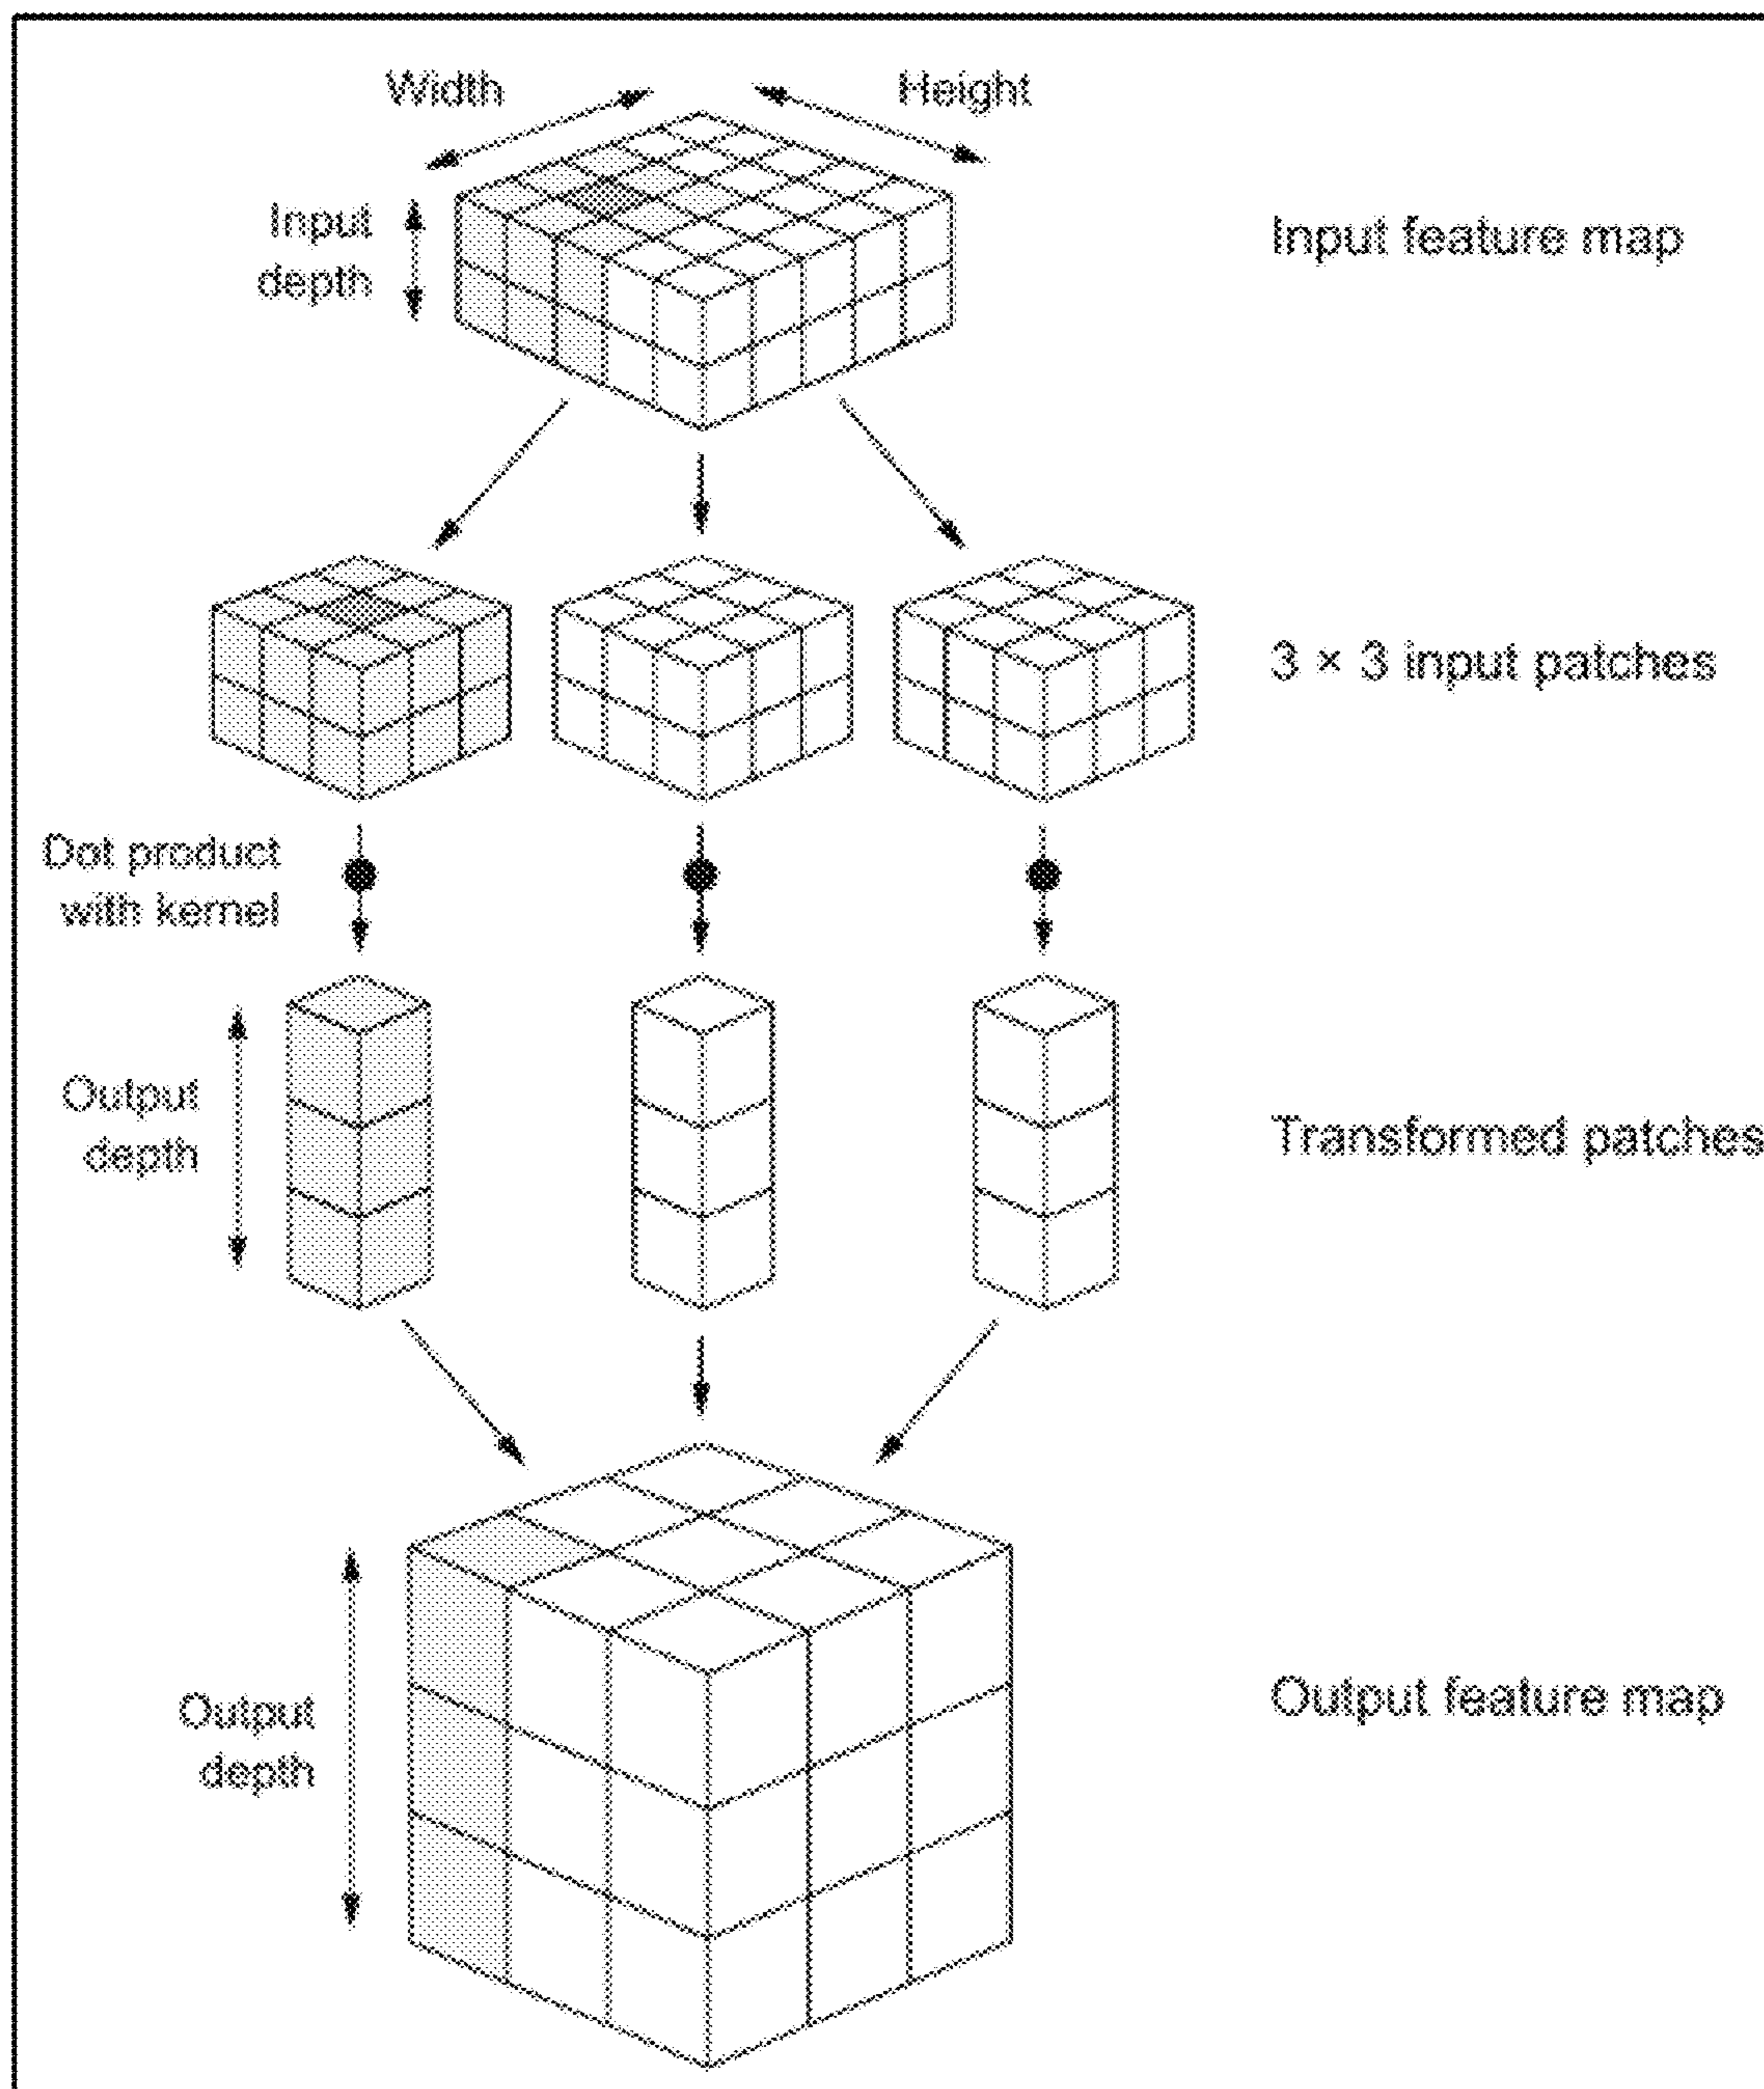 Width
Height
Input
depth
Input feature map
3 × 3 input patches
Dot product
with kernel
Output
depth
Transformed patches
Output
depth
Output feature map